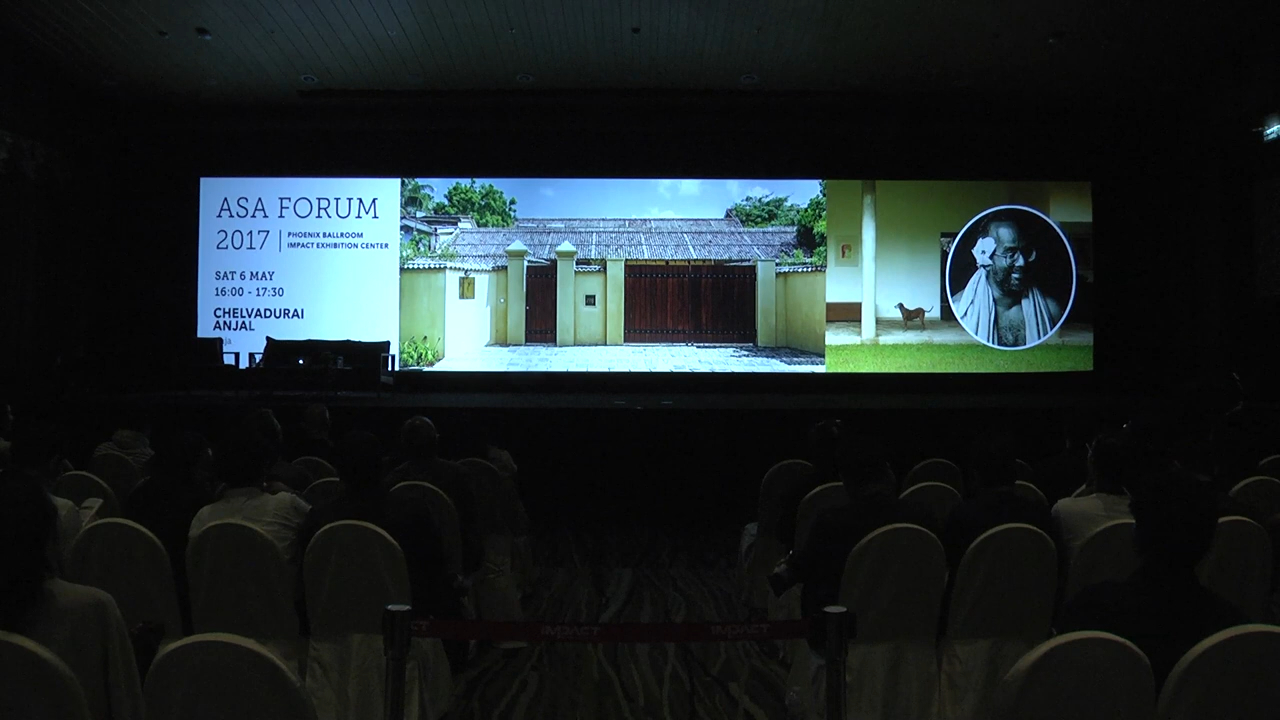 ASA FORUM
2017
PHOENIX BALLROOM
IMPACT EXHIBITION CENTER
SAT 6 MAY
16:00 - 17:30
CHELVADURAI
ANJAL
IMPACT
IMPACT